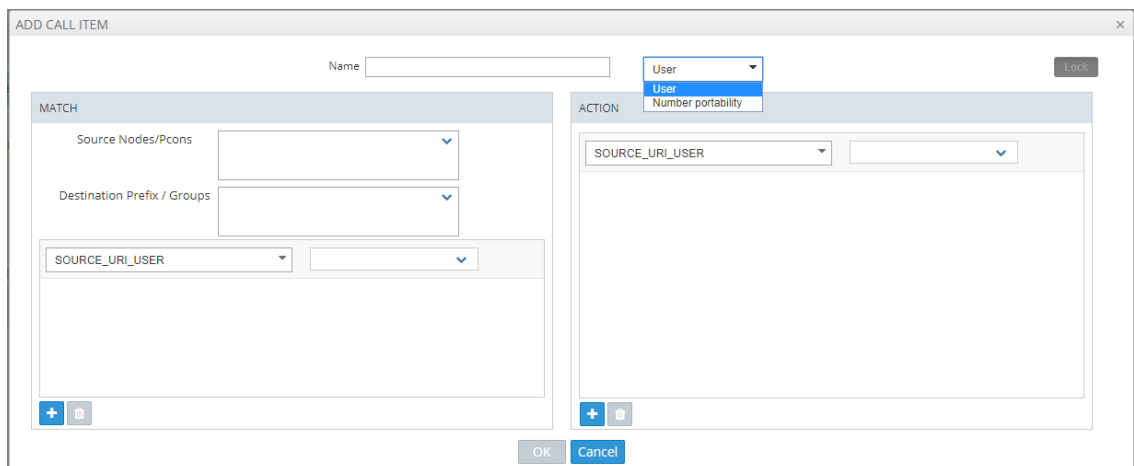 ADD CALL ITEM
Name
User
Lock
User
Number portability
MATCH
ACTION
Source Nodes/Pcons
SOURCE_URI_USER
Destination Prefix / Groups
SOURCE_URI_USER
OK
Cancel